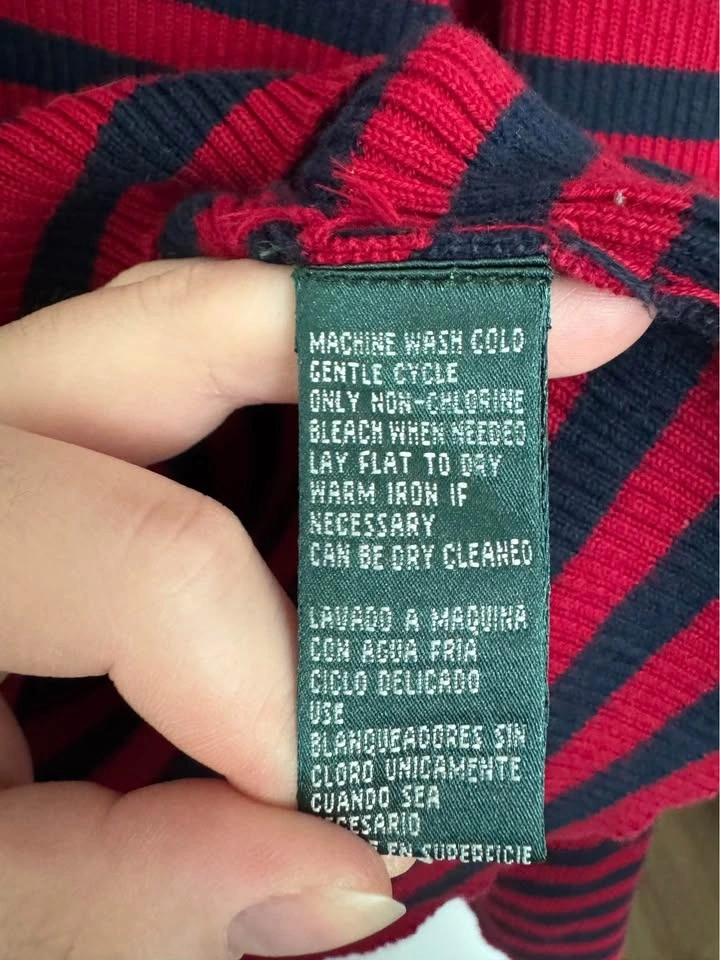 MACHINE WASH COLD
GENTLE CYCLE
ONLY NON-CHLORINE
BLEACH WHEN NEEDED
LAY FLAT TO DRY
WARM IRON IF
NECESSARY
CAN BE DRY CLEANED
LAVADO A MAQUINA
CON AGUA FRIA
CICLO DELICADO
USE
BLANQUEADORES SIN
CLORO UNICAMENTE
CUANDO SEA
EN SUPERFICIE